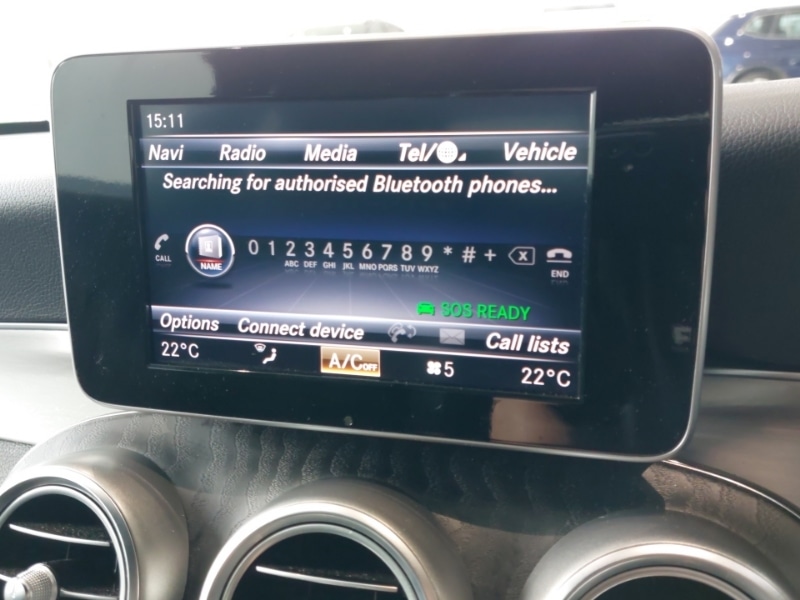 15:11
Navi Radio Media Tel/ Vehicle
Searching for authorised Bluetooth phones...
0 1 2 3 4 5 6 7 8 9 * # +
CALL NAME ABC DEF GHI JKL MNO PQRS TUV WXYZ END
SOS READY
Options Connect device Call lists
22°C A/C OFF 5 22°C